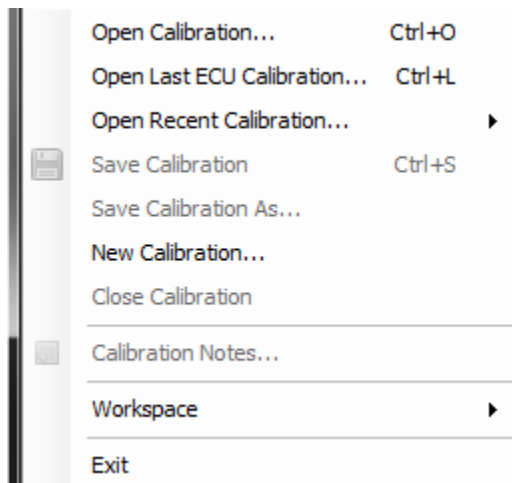 Open Calibration... Ctrl+O
Open Last ECU Calibration... Ctrl+L
Open Recent Calibration...
Save Calibration Ctrl+S
Save Calibration As...
New Calibration...
Close Calibration
Calibration Notes...
Workspace
Exit